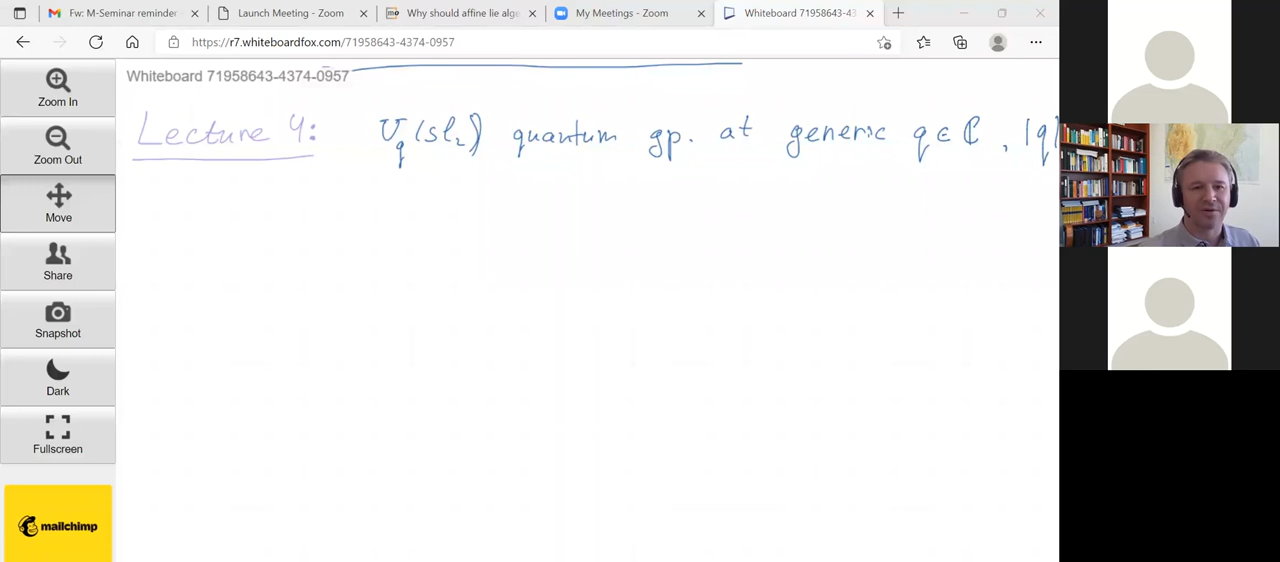 Fw: M-Seminar reminder
Launch Meeting - Zoom
Why should affine lie alge
My Meetings - Zoom
Whiteboard 71958643-43
https://r7.whiteboardfox.com/71958643-4374-0957
Whiteboard 71958643-4374-0957
Lecture 4: U_q(sl_2) quantum gp. at generic q ∈ ℂ, |q|
Zoom In
Zoom Out
Move
Share
Snapshot
Dark
Fullscreen
mailchimp